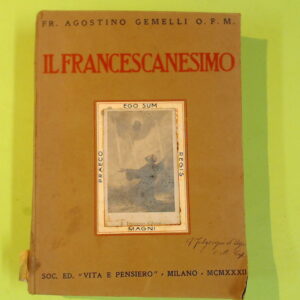 FR. AGOSTINO GEMELLI O. F. M.
IL FRANCESCANESIMO
EGO SUM
PRAECO
REGIS
MAGNI
SOC. ED. "VITA E PENSIERO" - MILANO - MCMXXXII